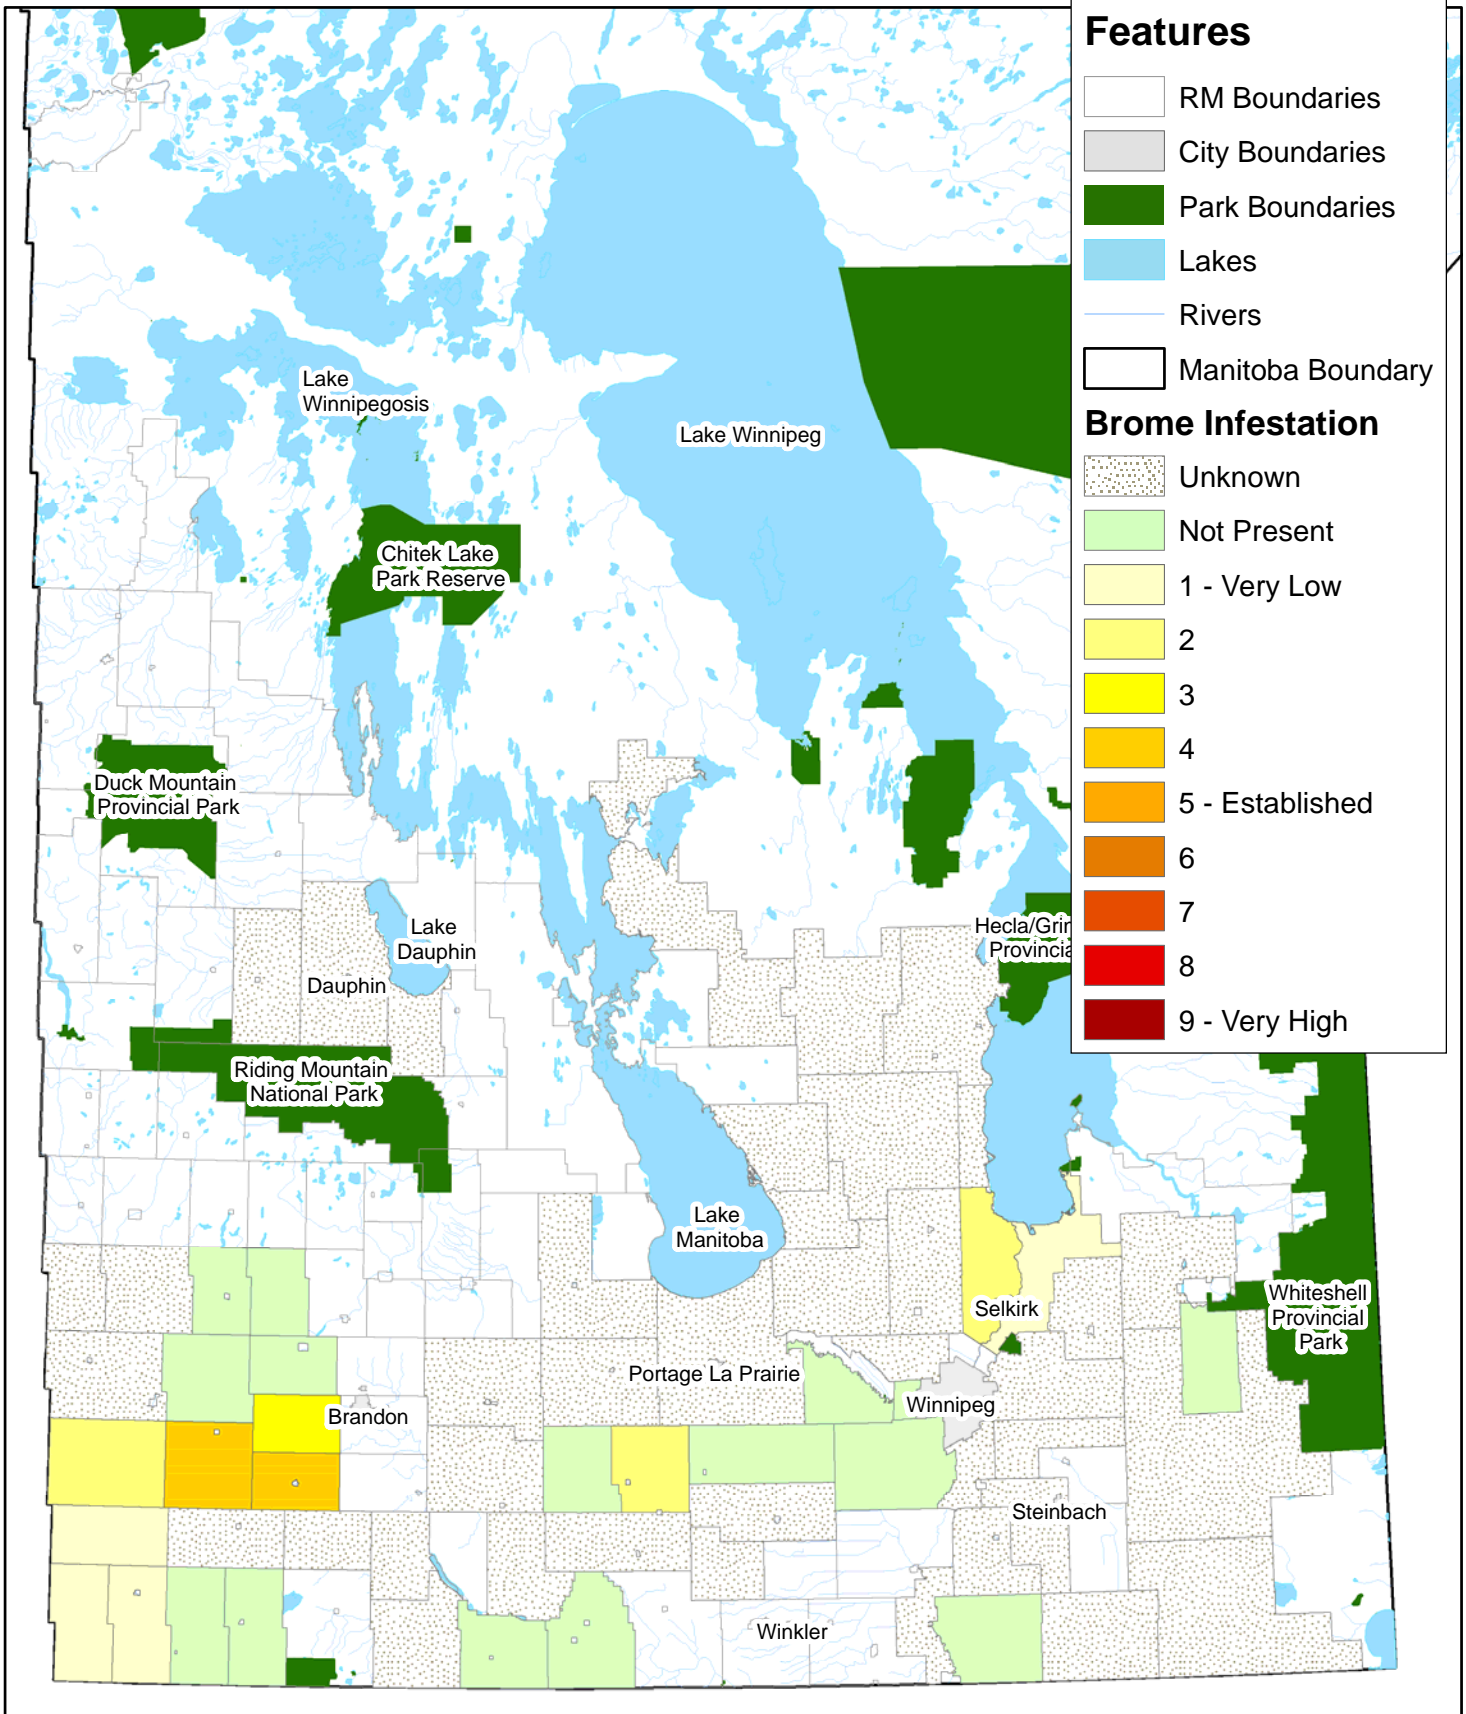 Features
RM Boundaries
City Boundaries
Park Boundaries
Lakes
Rivers
Manitoba Boundary
Brome Infestation
Unknown
Not Present
1 - Very Low
2
3
4
5 - Established
6
7
8
9 - Very High
Lake
Winnipegosis
Lake Winnipeg
Chitek Lake
Park Reserve
Duck Mountain
Provincial Park
Lake
Dauphin
Dauphin
Hecla/Grin
Provincia
Riding Mountain
National Park
Lake
Manitoba
Selkirk
Whiteshell
Provincial
Park
Portage La Prairie
Winnipeg
Brandon
Steinbach
Winkler